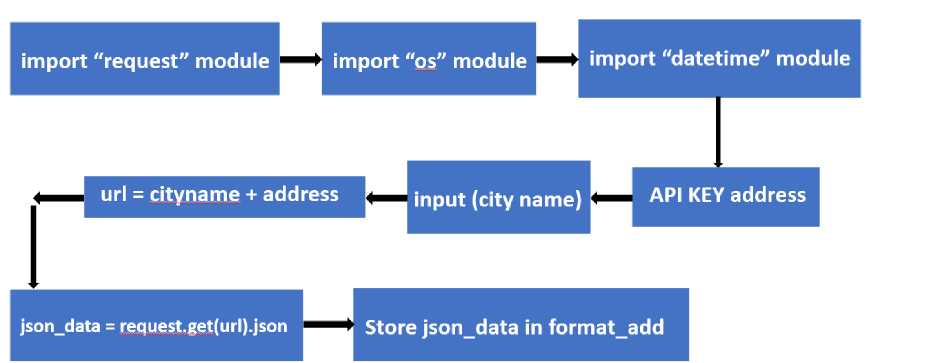 import “request” module
import “os” module
import “datetime” module
API KEY address
input (city name)
url = cityname + address
json_data = request.get(url).json
Store json_data in format_add